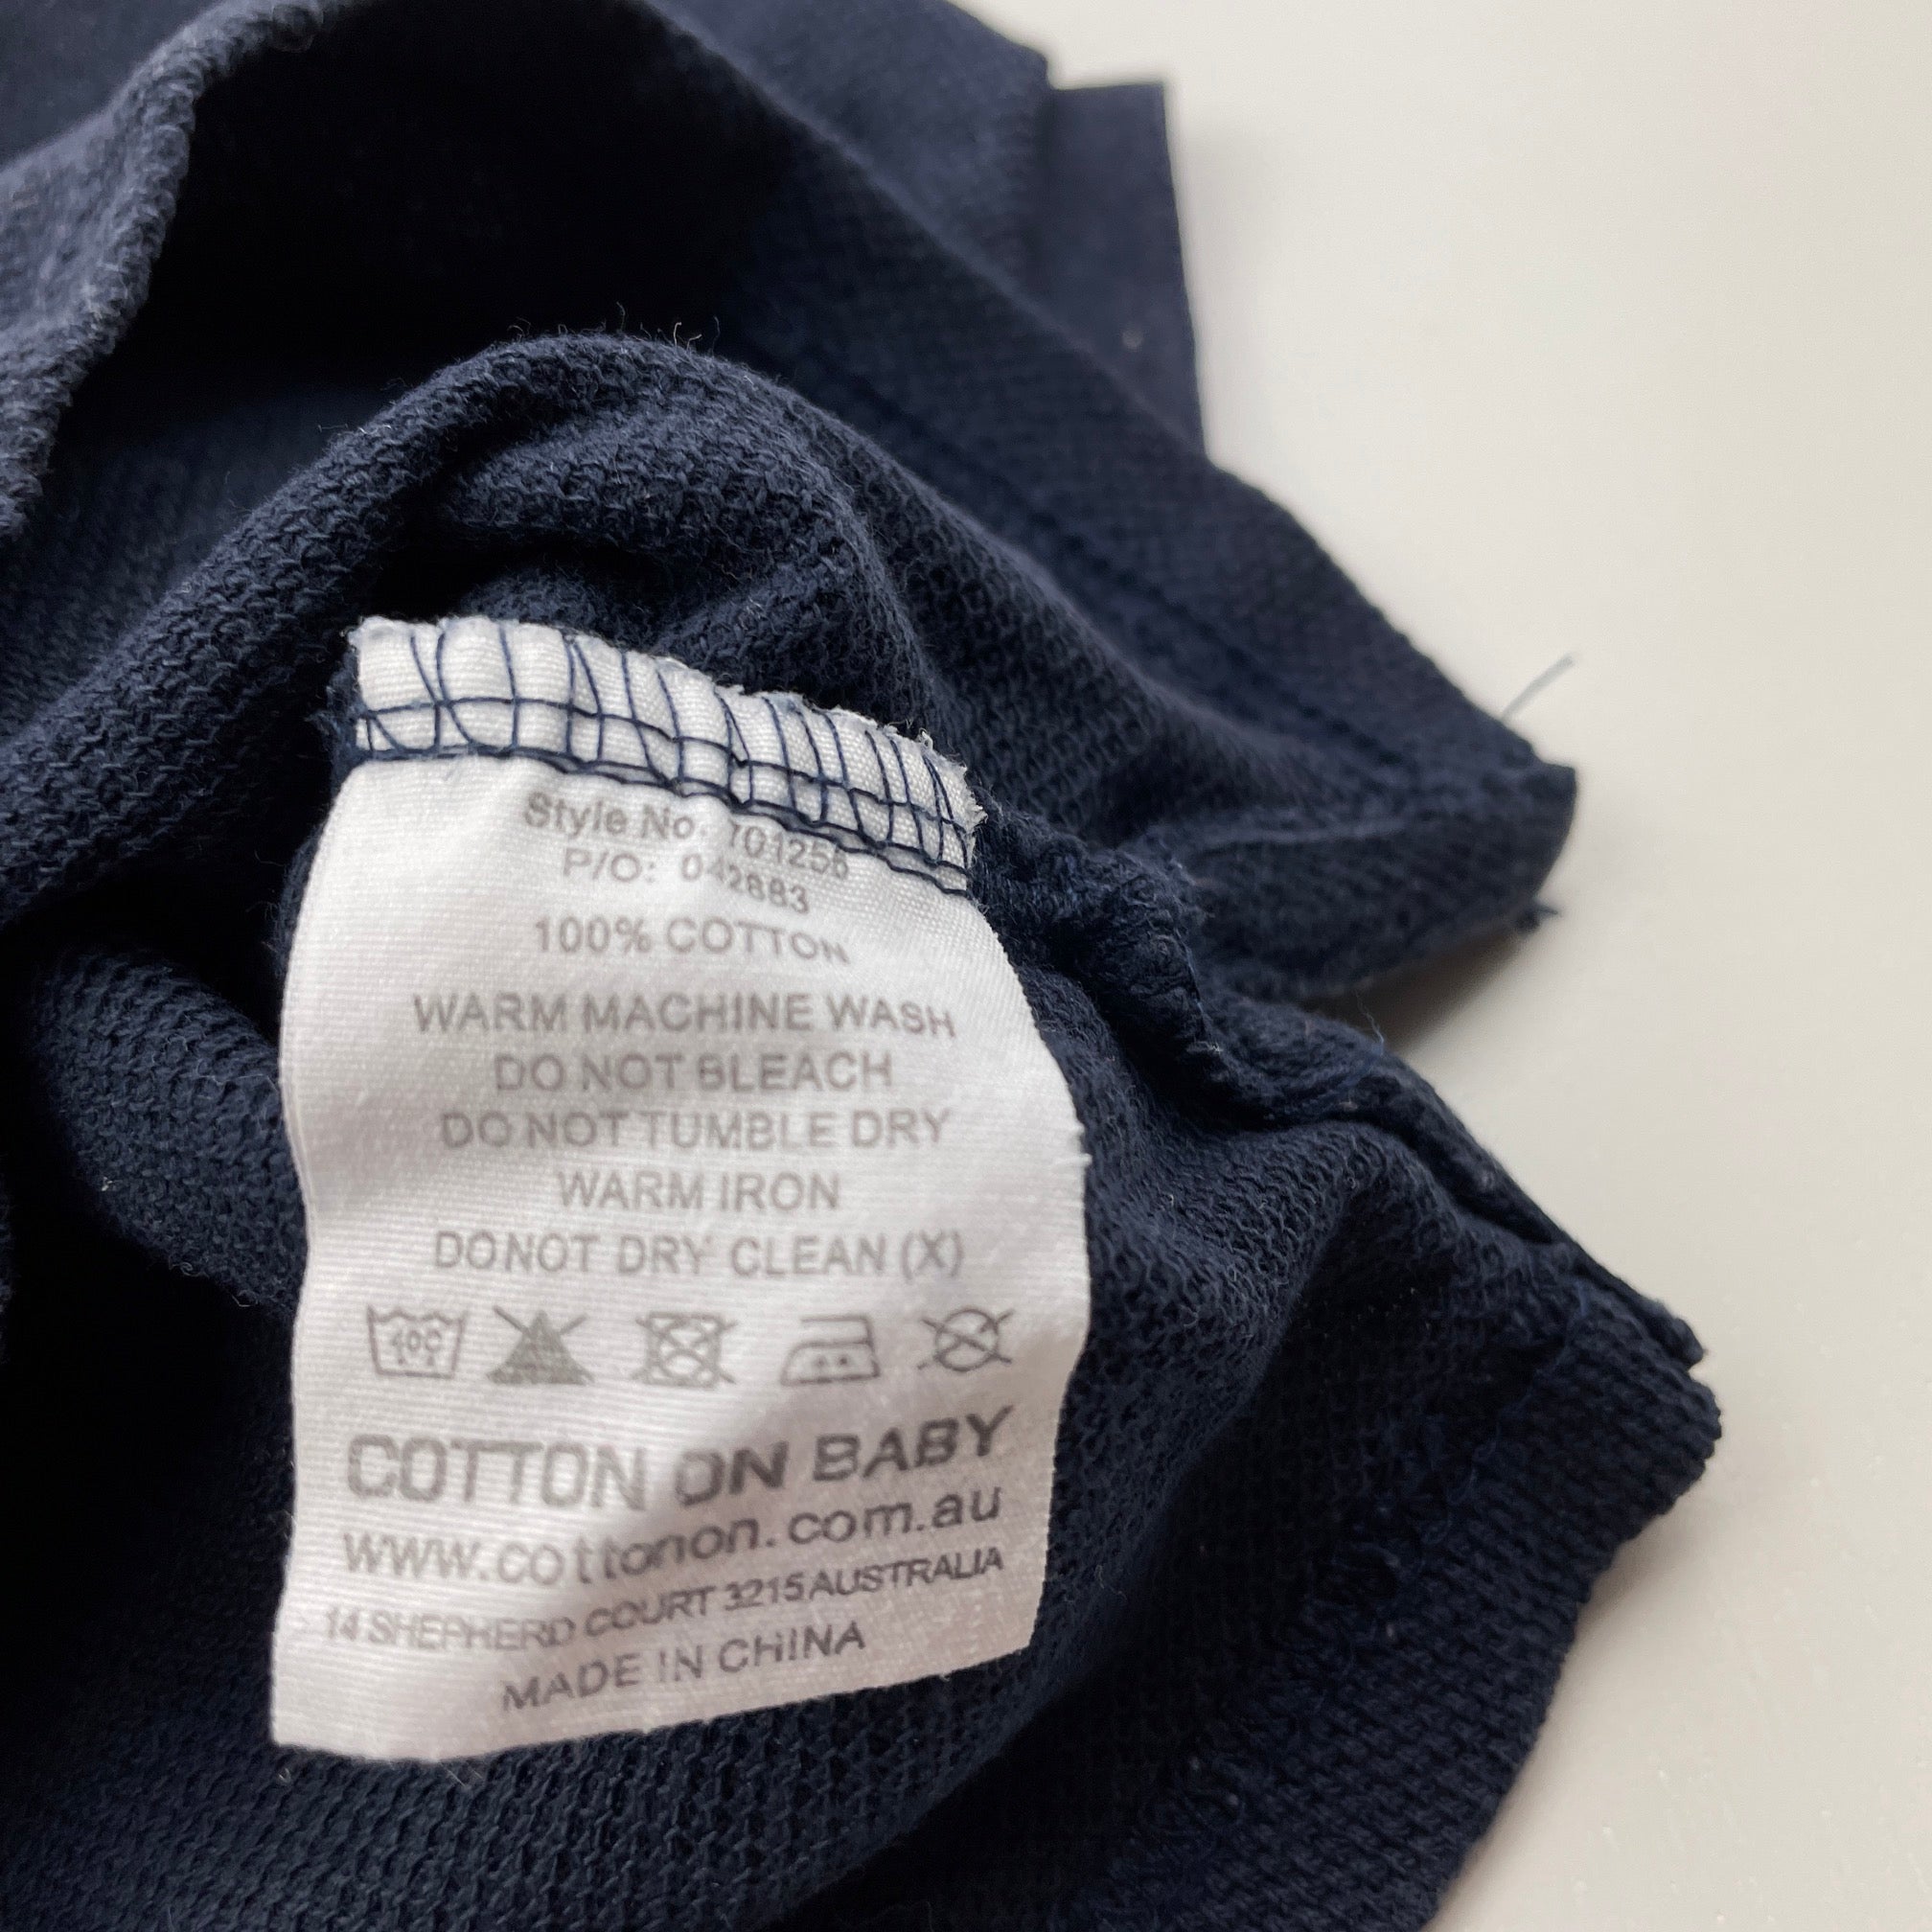 Style No. 701256
P/O: 042883
100% COTTON
WARM MACHINE WASH
DO NOT BLEACH
DO NOT TUMBLE DRY
WARM IRON
DO NOT DRY CLEAN (X)
COTTON ON BABY
www.cottonon.com.au
14 SHEPHERD COURT 3215 AUSTRALIA
MADE IN CHINA